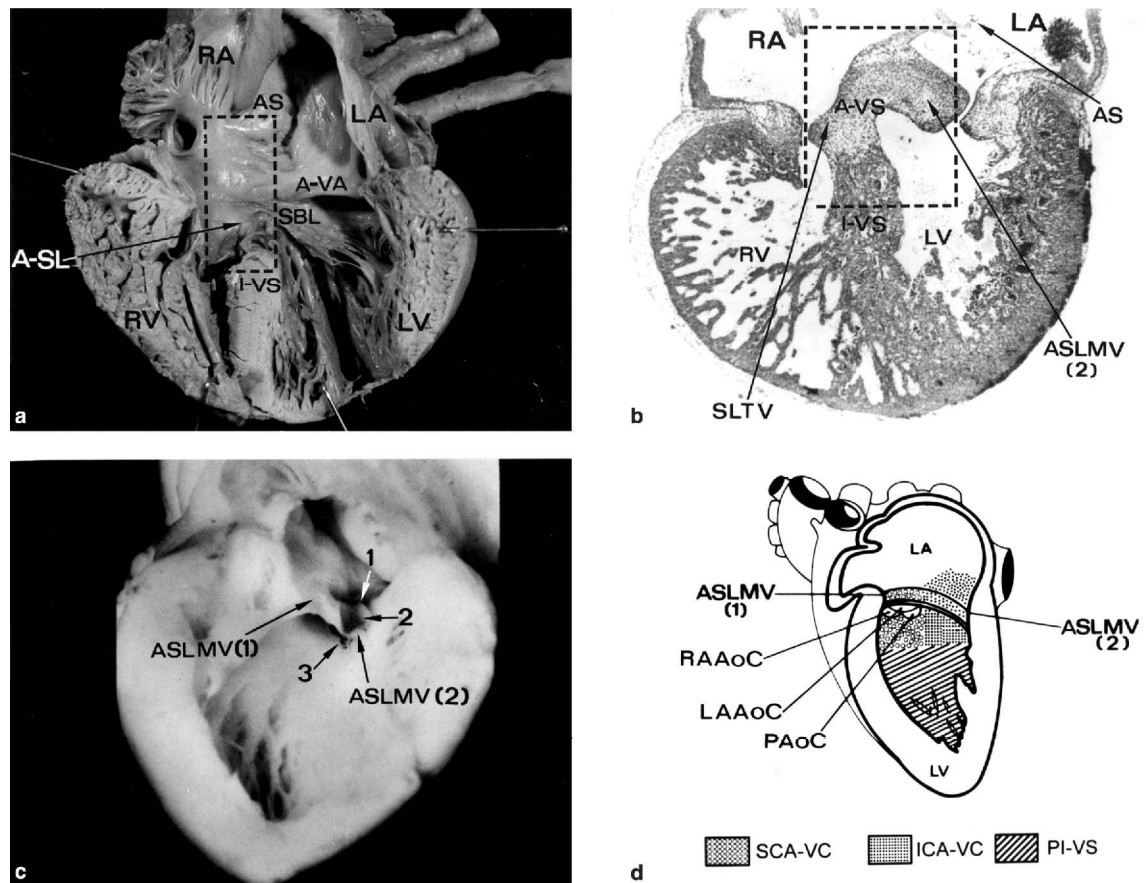 RA
AS
LA
A-VA
SBL
A-SL
I-VS
RV
LV
a
RA
LA
A-VS
AS
I-VS
RV
LV
ASLMV
(2)
SLTV
b
1
2
ASLMV(1)
3
ASLMV(2)
c
LA
ASLMV
(1)
ASLMV
(2)
RAAoC
LAAoC
PAoC
LV
SCA-VC ICA-VC PI-VS
d